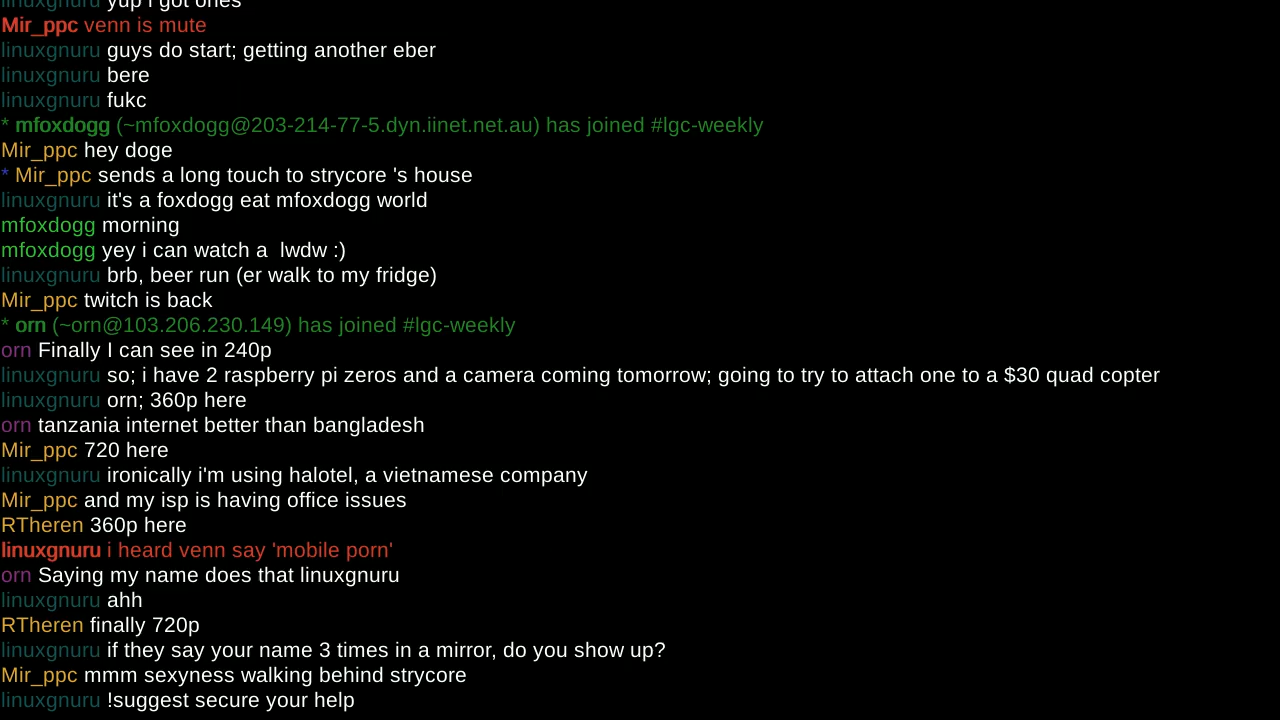 linuxgnuru yup i got ones
Mir_ppc venn is mute
linuxgnuru guys do start; getting another eber
linuxgnuru bere
linuxgnuru fukc
* mfoxdogg (~mfoxdogg@203-214-77-5.dyn.iinet.net.au) has joined #lgc-weekly
Mir_ppc hey doge
* Mir_ppc sends a long touch to strycore 's house
linuxgnuru it's a foxdogg eat mfoxdogg world
mfoxdogg morning
mfoxdogg yey i can watch a  lwdw :)
linuxgnuru brb, beer run (er walk to my fridge)
Mir_ppc twitch is back
* orn (~orn@103.206.230.149) has joined #lgc-weekly
orn Finally I can see in 240p
linuxgnuru so; i have 2 raspberry pi zeros and a camera coming tomorrow; going to try to attach one to a $30 quad copter
linuxgnuru orn; 360p here
orn tanzania internet better than bangladesh
Mir_ppc 720 here
linuxgnuru ironically i'm using halotel, a vietnamese company
Mir_ppc and my isp is having office issues
RTheren 360p here
linuxgnuru i heard venn say 'mobile porn'
orn Saying my name does that linuxgnuru
linuxgnuru ahh
RTheren finally 720p
linuxgnuru if they say your name 3 times in a mirror, do you show up?
Mir_ppc mmm sexyness walking behind strycore
linuxgnuru !suggest secure your help